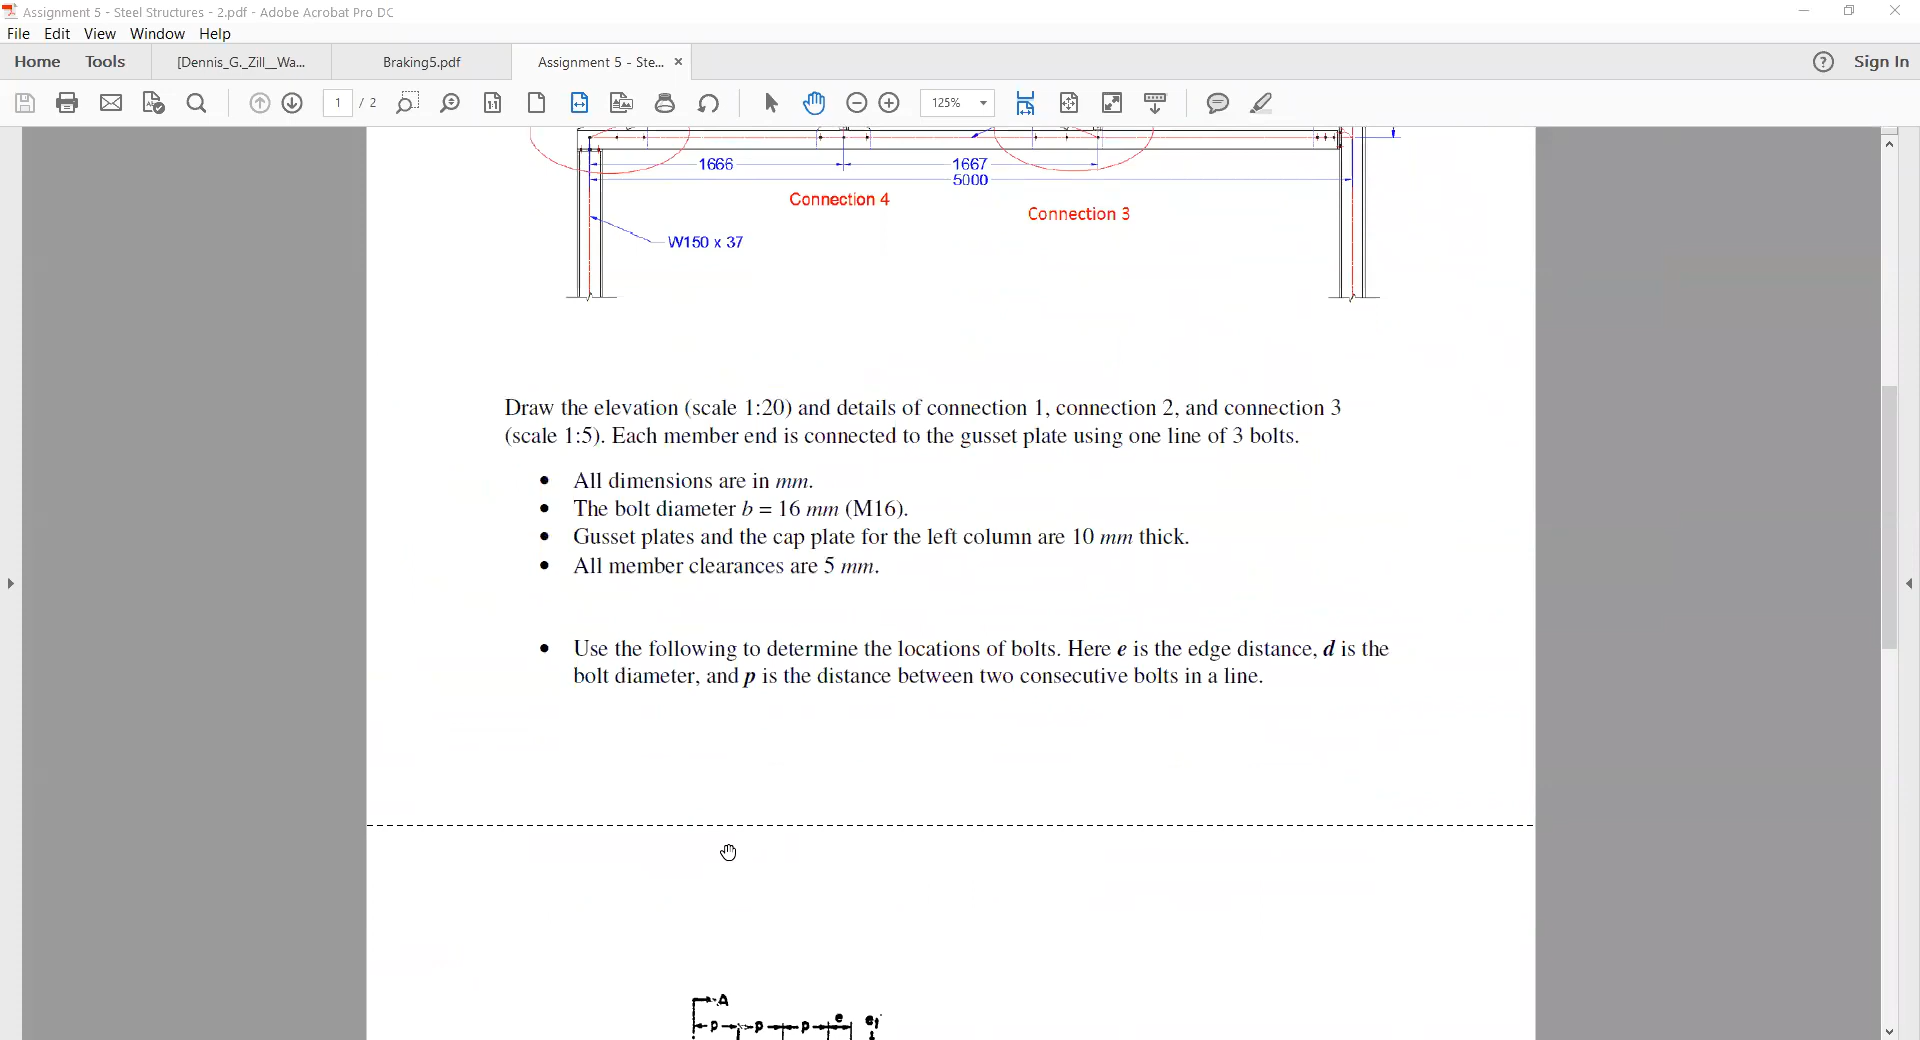 Assignment 5 - Steel Structures - 2.pdf - Adobe Acrobat Pro DC
File Edit View Window Help
Home Tools [Dennis_G._Zill__Wa... Braking5.pdf Assignment 5 - Ste... × ? Sign In
1 / 2 125%
1666 1667
5000
Connection 4
Connection 3
W150 x 37
Draw the elevation (scale 1:20) and details of connection 1, connection 2, and connection 3
(scale 1:5). Each member end is connected to the gusset plate using one line of 3 bolts.
• All dimensions are in mm.
• The bolt diameter b = 16 mm (M16).
• Gusset plates and the cap plate for the left column are 10 mm thick.
• All member clearances are 5 mm.
• Use the following to determine the locations of bolts. Here e is the edge distance, d is the
bolt diameter, and p is the distance between two consecutive bolts in a line.
A
p p p e et